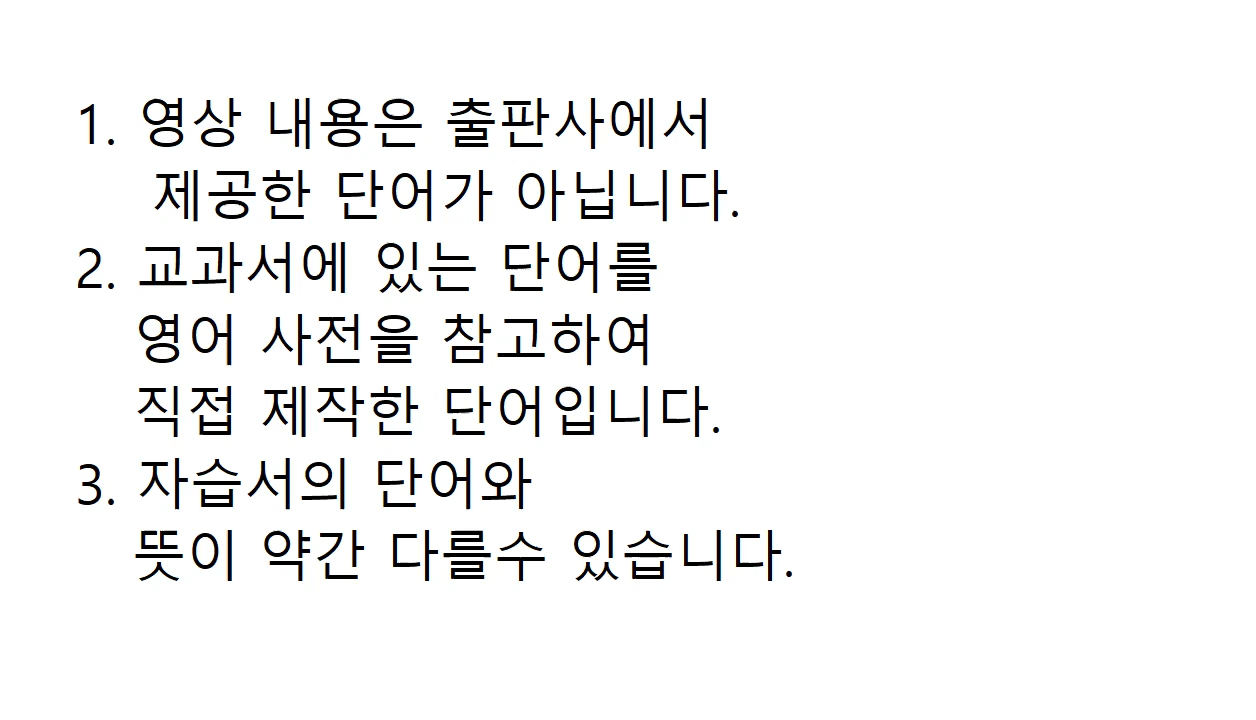 1. 영상 내용은 출판사에서
제공한 단어가 아닙니다.
2. 교과서에 있는 단어를
영어 사전을 참고하여
직접 제작한 단어입니다.
3. 자습서의 단어와
뜻이 약간 다를수 있습니다.